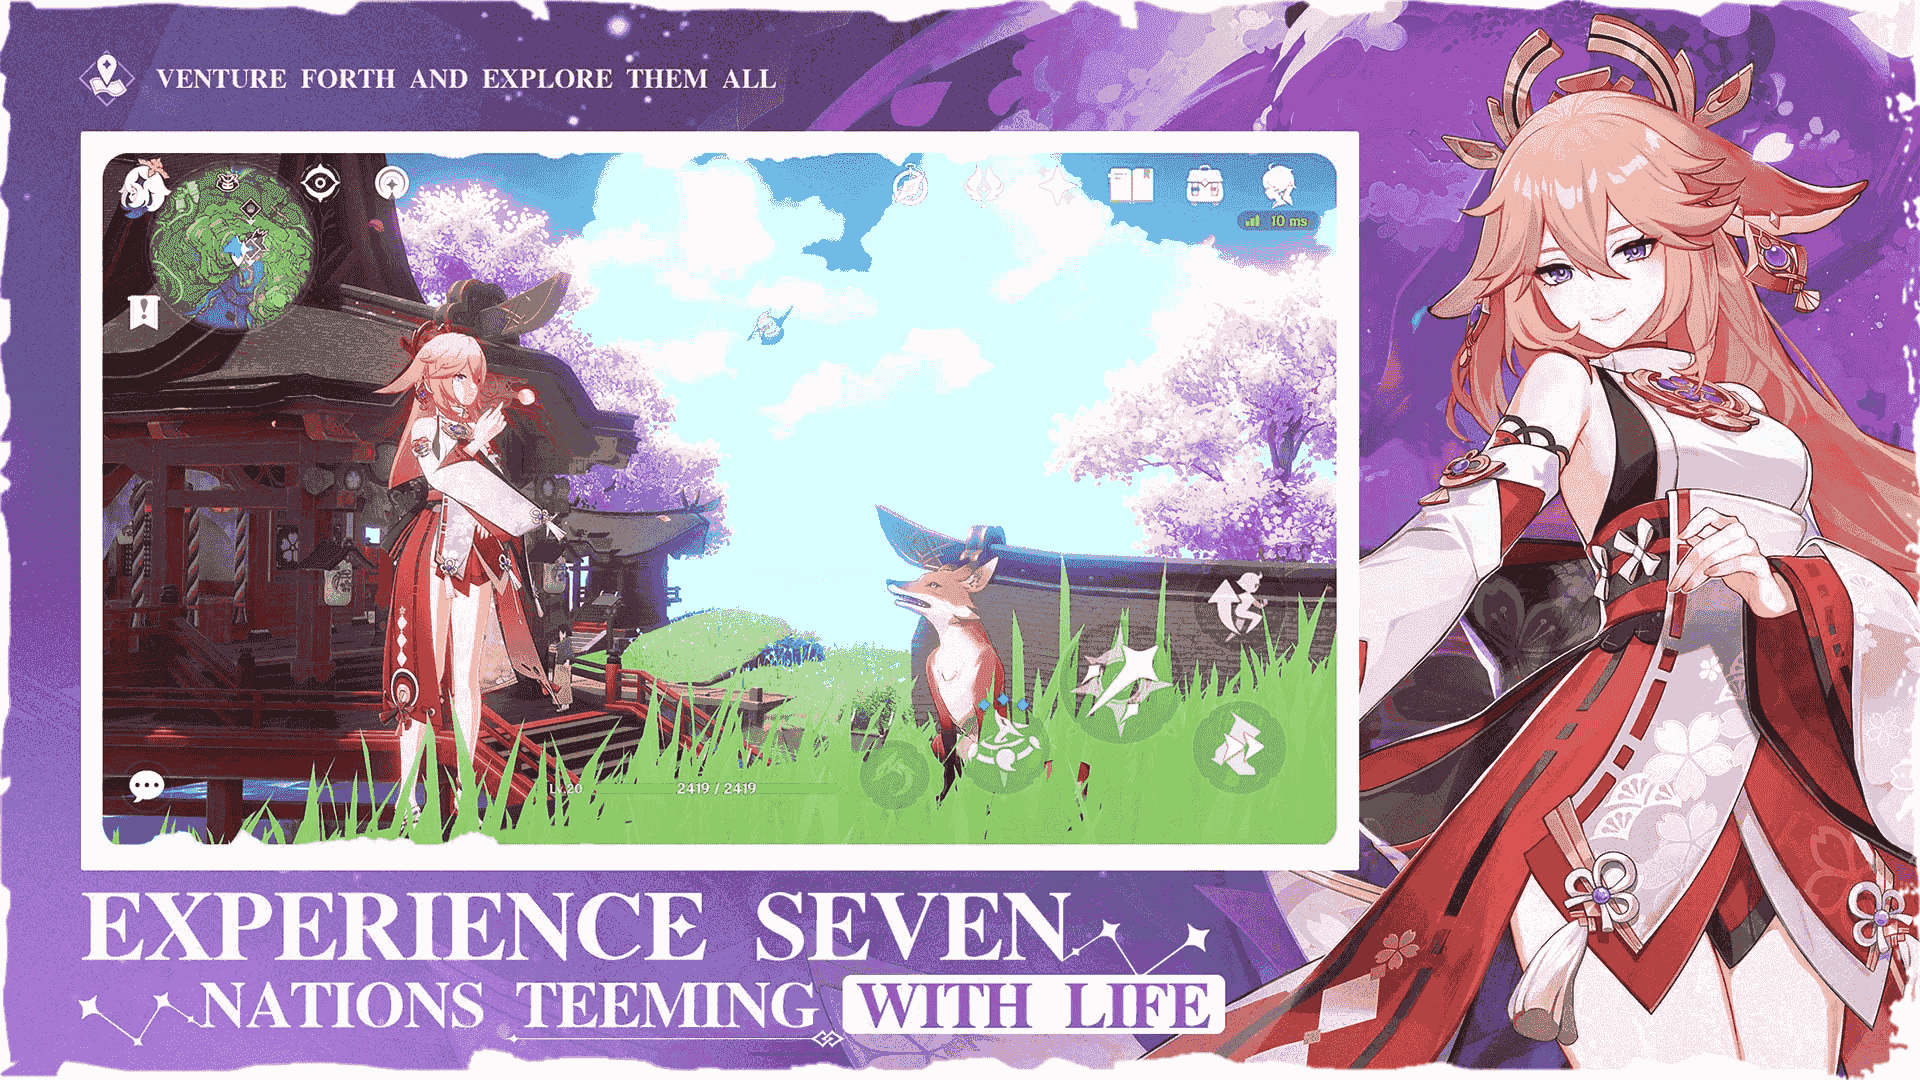 VENTURE FORTH AND EXPLORE THEM ALL
10 ms
Lv.20
2419 / 2419
EXPERIENCE SEVEN
NATIONS TEEMING WITH LIFE